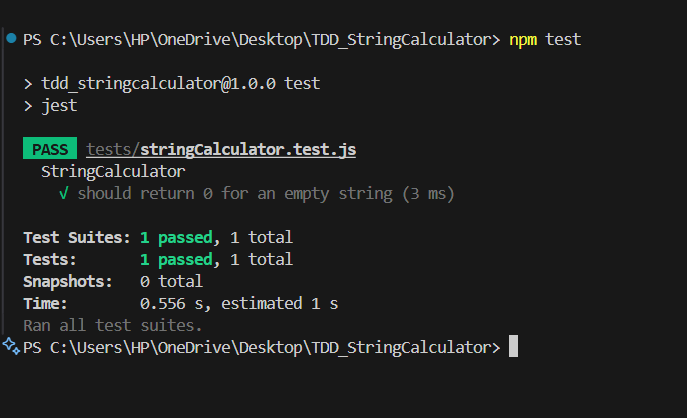 PS C:\Users\HP\OneDrive\Desktop\TDD_StringCalculator> npm test
> tdd_stringcalculator@1.0.0 test
> jest
PASS tests/stringCalculator.test.js
StringCalculator
√ should return 0 for an empty string (3 ms)
Test Suites: 1 passed, 1 total
Tests: 1 passed, 1 total
Snapshots: 0 total
Time: 0.556 s, estimated 1 s
Ran all test suites.
PS C:\Users\HP\OneDrive\Desktop\TDD_StringCalculator>